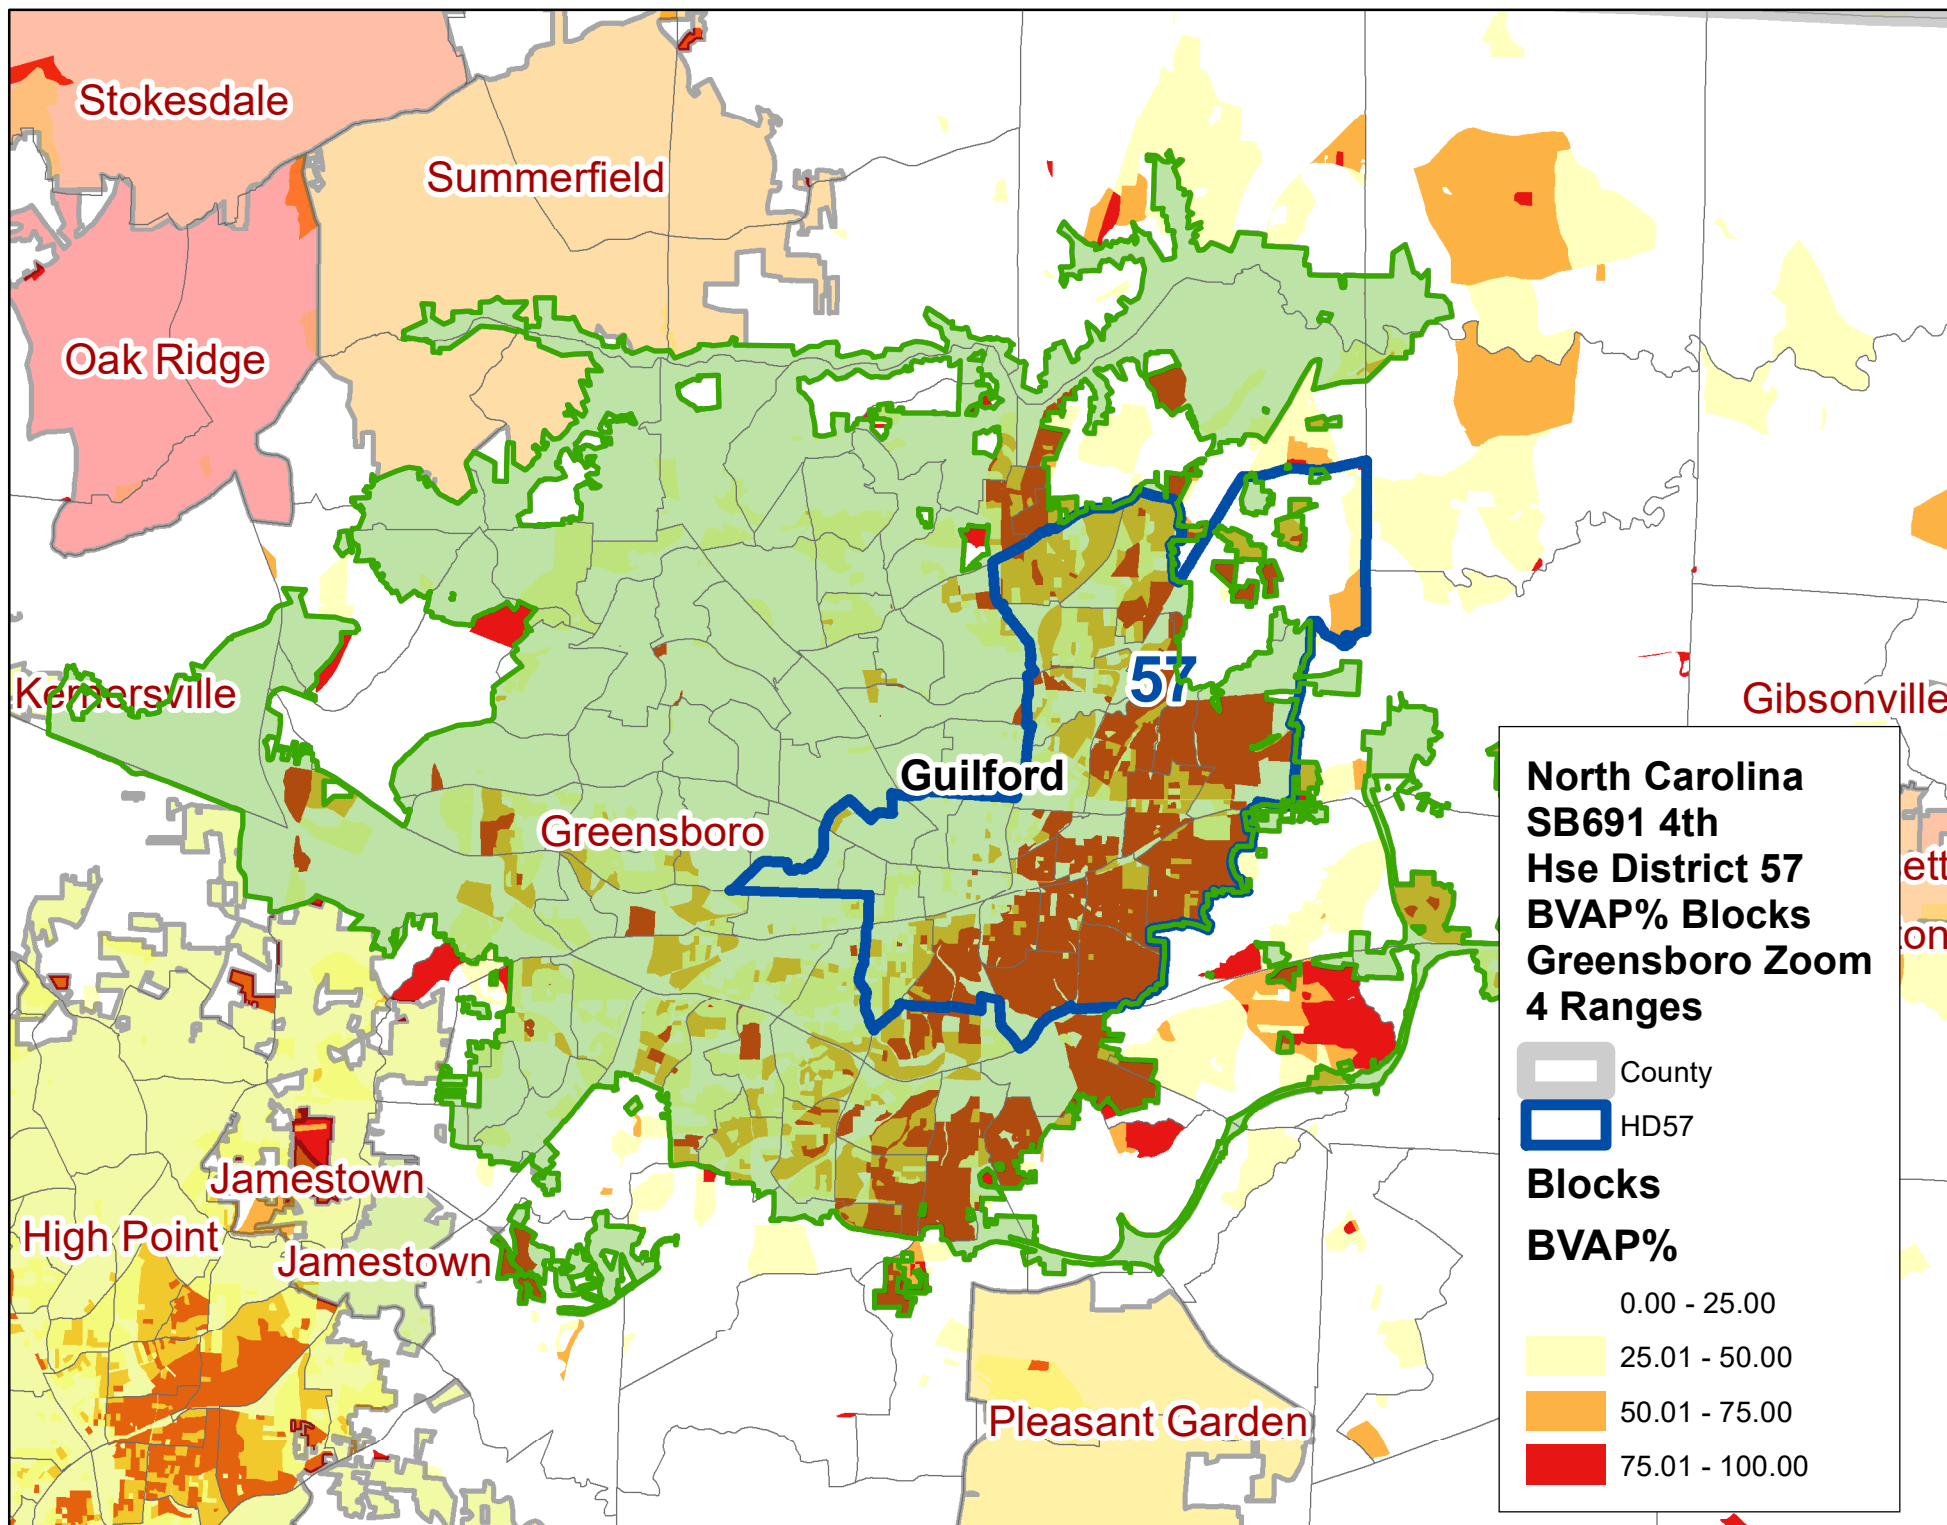 Stokesdale
Summerfield
Oak Ridge
Kernersville
57
Gibsonville
Guilford
Greensboro
Jamestown
High Point
Jamestown
Pleasant Garden
North Carolina
SB691 4th
Hse District 57
BVAP% Blocks
Greensboro Zoom
4 Ranges
County
HD57
Blocks
BVAP%
0.00 - 25.00
25.01 - 50.00
50.01 - 75.00
75.01 - 100.00